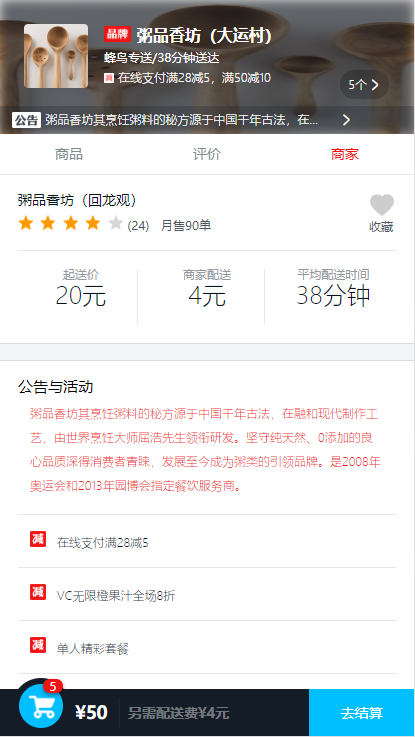 品牌 粥品香坊（大运村）
蜂鸟专送/38分钟送达
减 在线支付满28减5，满50减10
5个
公告 粥品香坊其烹饪粥料的秘方源于中国千年古法，在...
商品 评价 商家
粥品香坊（回龙观）
(24) 月售90单
收藏
起送价 商家配送 平均配送时间
20元 4元 38分钟
公告与活动
粥品香坊其烹饪粥料的秘方源于中国千年古法，在融和现代制作工
艺，由世界烹饪大师屈浩先生领衔研发。坚守纯天然、0添加的良
心品质深得消费者青睐，发展至今成为粥类的引领品牌。是2008年
奥运会和2013年园博会指定餐饮服务商。
减 在线支付满28减5
减 VC无限橙果汁全场8折
减 单人精彩套餐
5
¥50 另需配送费¥4元 去结算